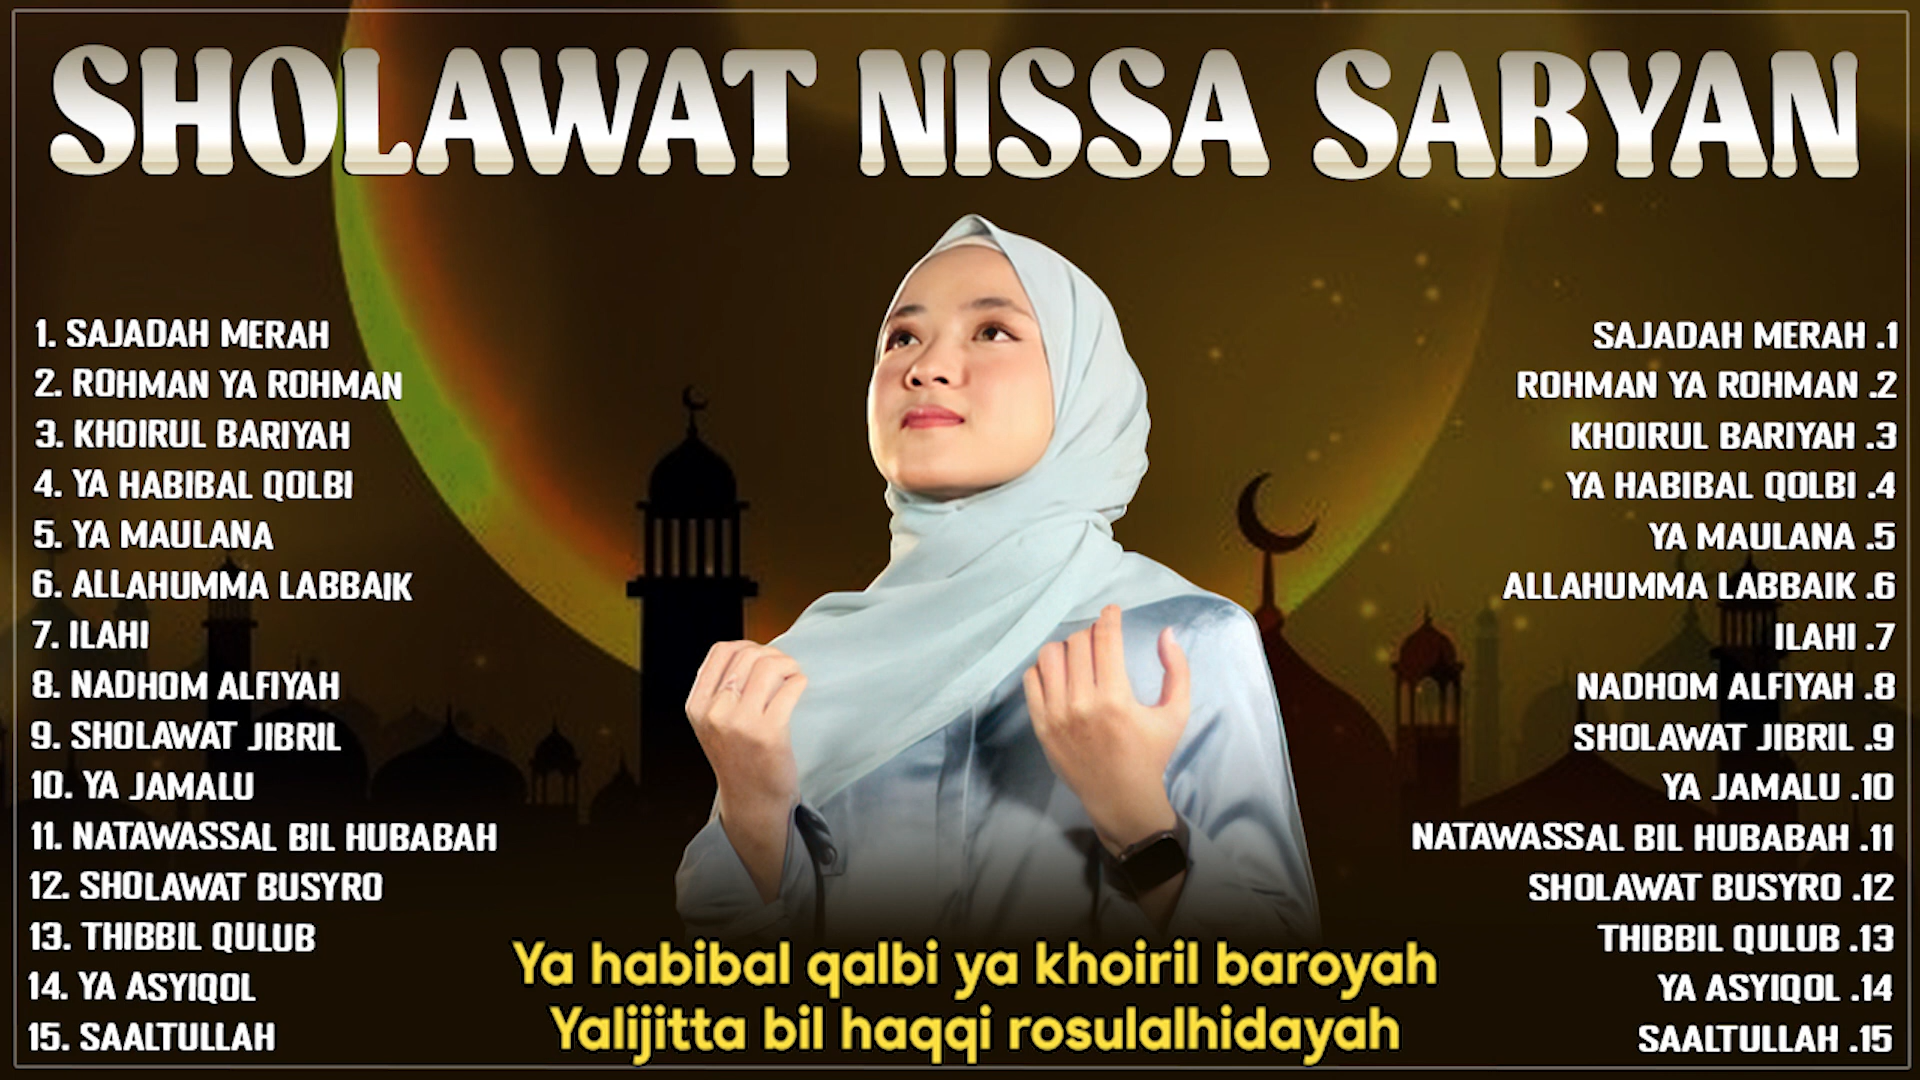 SHOLAWAT NISSA SABYAN
1. SAJADAH MERAH
2. ROHMAN YA ROHMAN
3. KHOIRUL BARIYAH
4. YA HABIBAL QOLBI
5. YA MAULANA
6. ALLAHUMMA LABBAIK
7. ILAHI
8. NADHOM ALFIYAH
9. SHOLAWAT JIBRIL
10. YA JAMALU
11. NATAWASSAL BIL HUBABAH
12. SHOLAWAT BUSYRO
13. THIBBIL QULUB
14. YA ASYIQOL
15. SAALTULLAH
SAJADAH MERAH .1
ROHMAN YA ROHMAN .2
KHOIRUL BARIYAH .3
YA HABIBAL QOLBI .4
YA MAULANA .5
ALLAHUMMA LABBAIK .6
ILAHI .7
NADHOM ALFIYAH .8
SHOLAWAT JIBRIL .9
YA JAMALU .10
NATAWASSAL BIL HUBABAH .11
SHOLAWAT BUSYRO .12
THIBBIL QULUB .13
YA ASYIQOL .14
SAALTULLAH .15
Ya habibal qalbi ya khoiril baroyah
Yalijitta bil haqqi rosulalhidayah